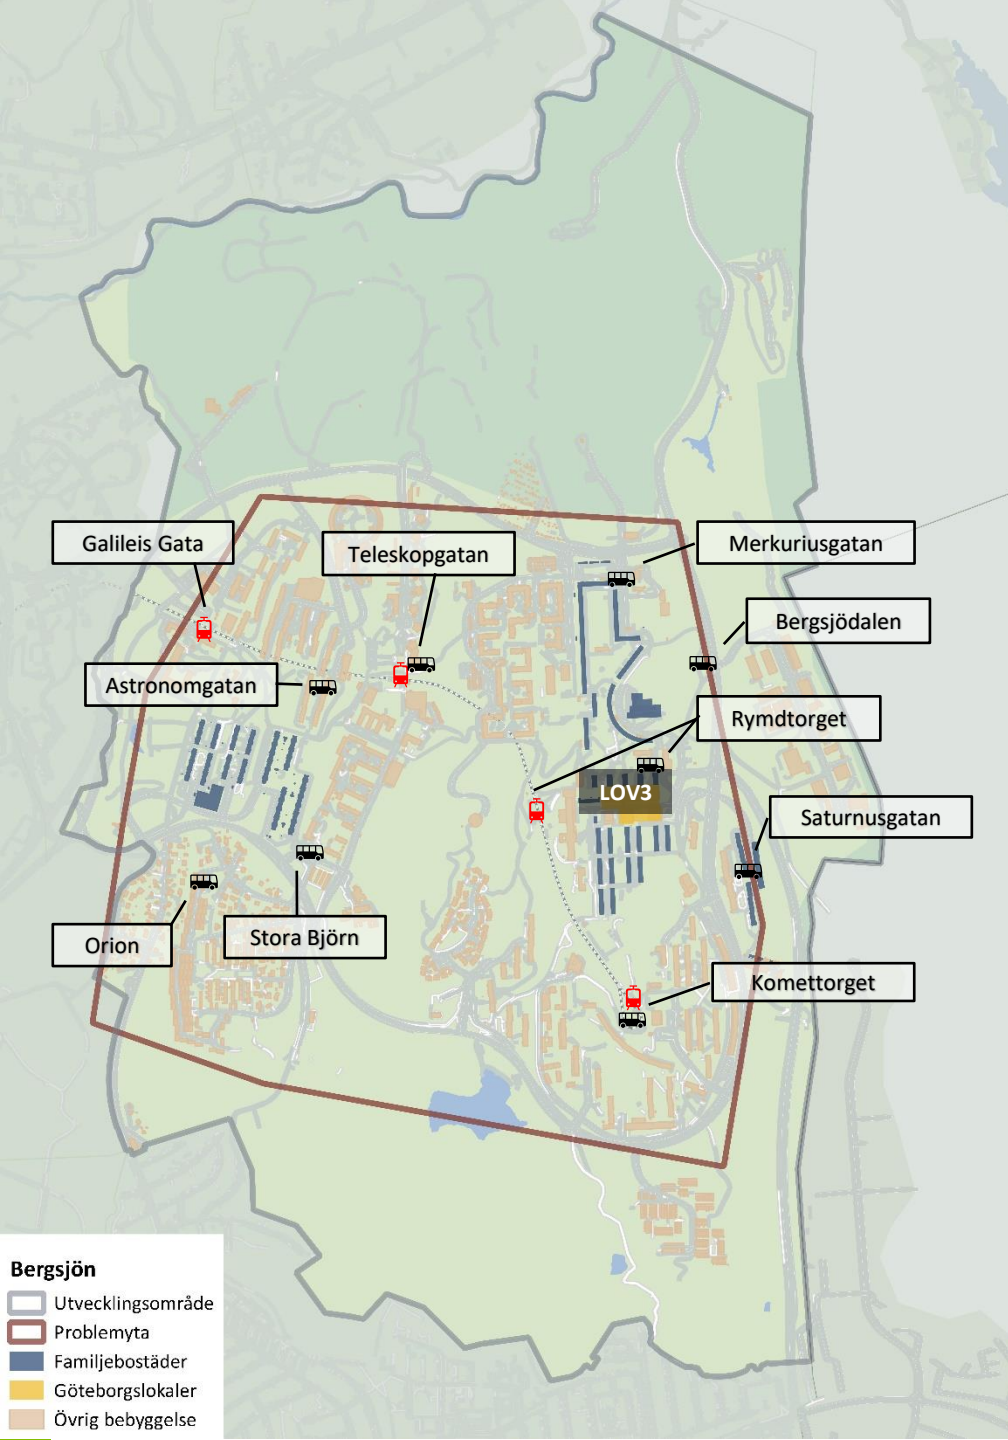 Galileis Gata
Teleskopgatan
Merkuriusgatan
Bergsjödalen
Astronomgatan
Rymdtorget
LOV3
Saturnusgatan
Orion
Stora Björn
Komettorget
Bergsjön
Utvecklingsområde
Problemyta
Familjebostäder
Göteborgslokaler
Övrig bebyggelse